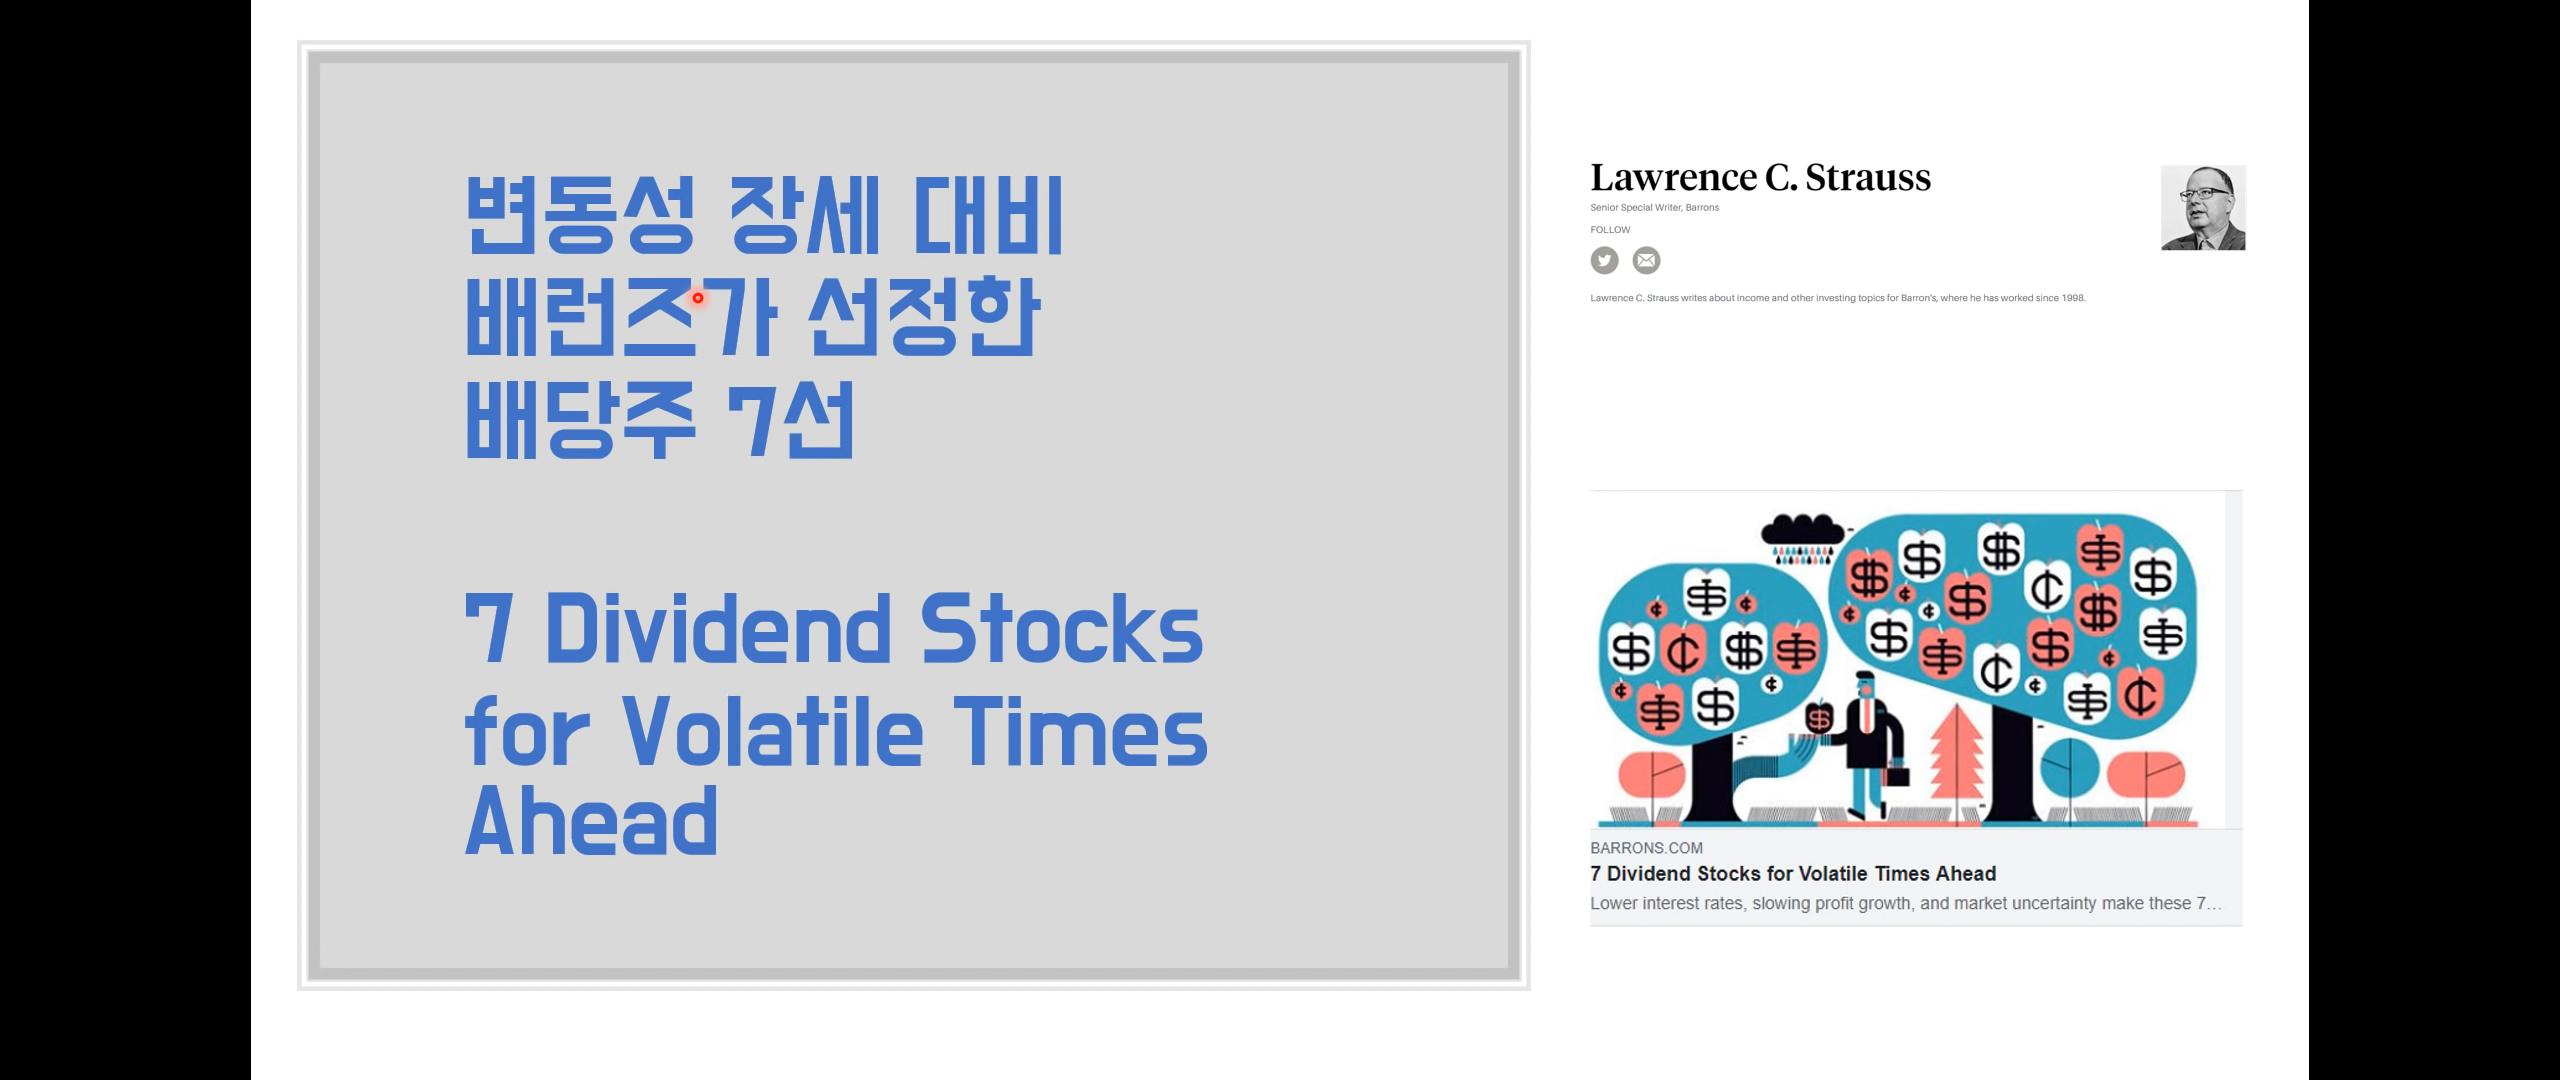 변동성 장세 대비
배런즈가 선정한
배당주 7선
7 Dividend Stocks
for Volatile Times
Ahead
Lawrence C. Strauss
Senior Special Writer, Barrons
FOLLOW
Lawrence C. Strauss writes about income and other investing topics for Barron's, where he has worked since 1998.
BARRONS.COM
7 Dividend Stocks for Volatile Times Ahead
Lower interest rates, slowing profit growth, and market uncertainty make these 7...